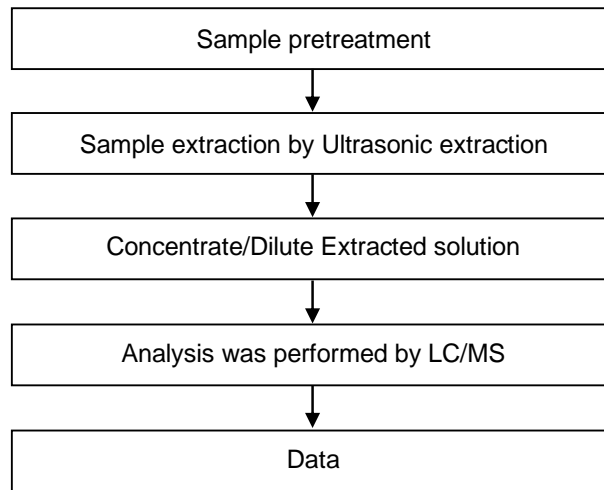 Sample pretreatment
Sample extraction by Ultrasonic extraction
Concentrate/Dilute Extracted solution
Analysis was performed by LC/MS
Data